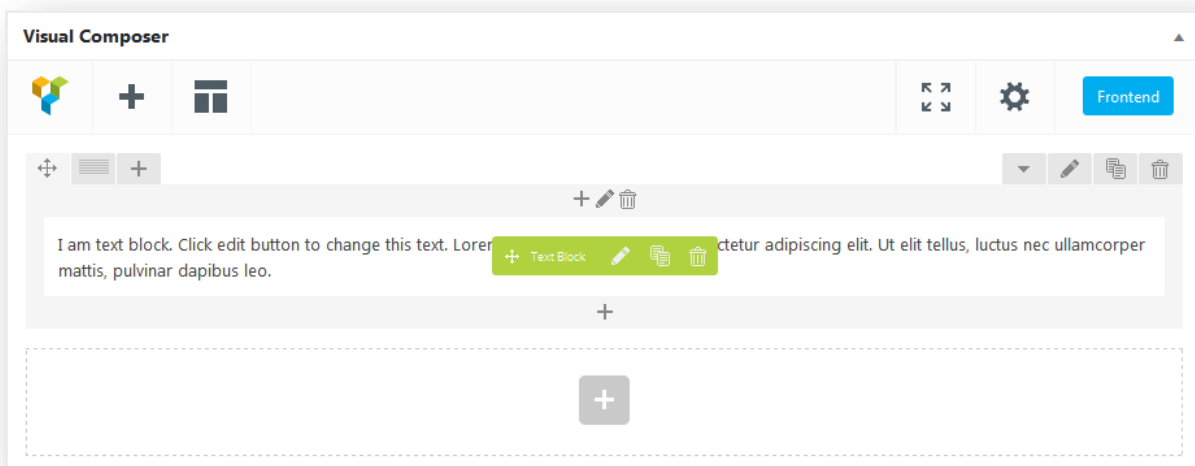 Visual Composer
Frontend
I am text block. Click edit button to change this text. Lorem ctetur adipiscing elit. Ut elit tellus, luctus nec ullamcorper
Text Block
mattis, pulvinar dapibus leo.